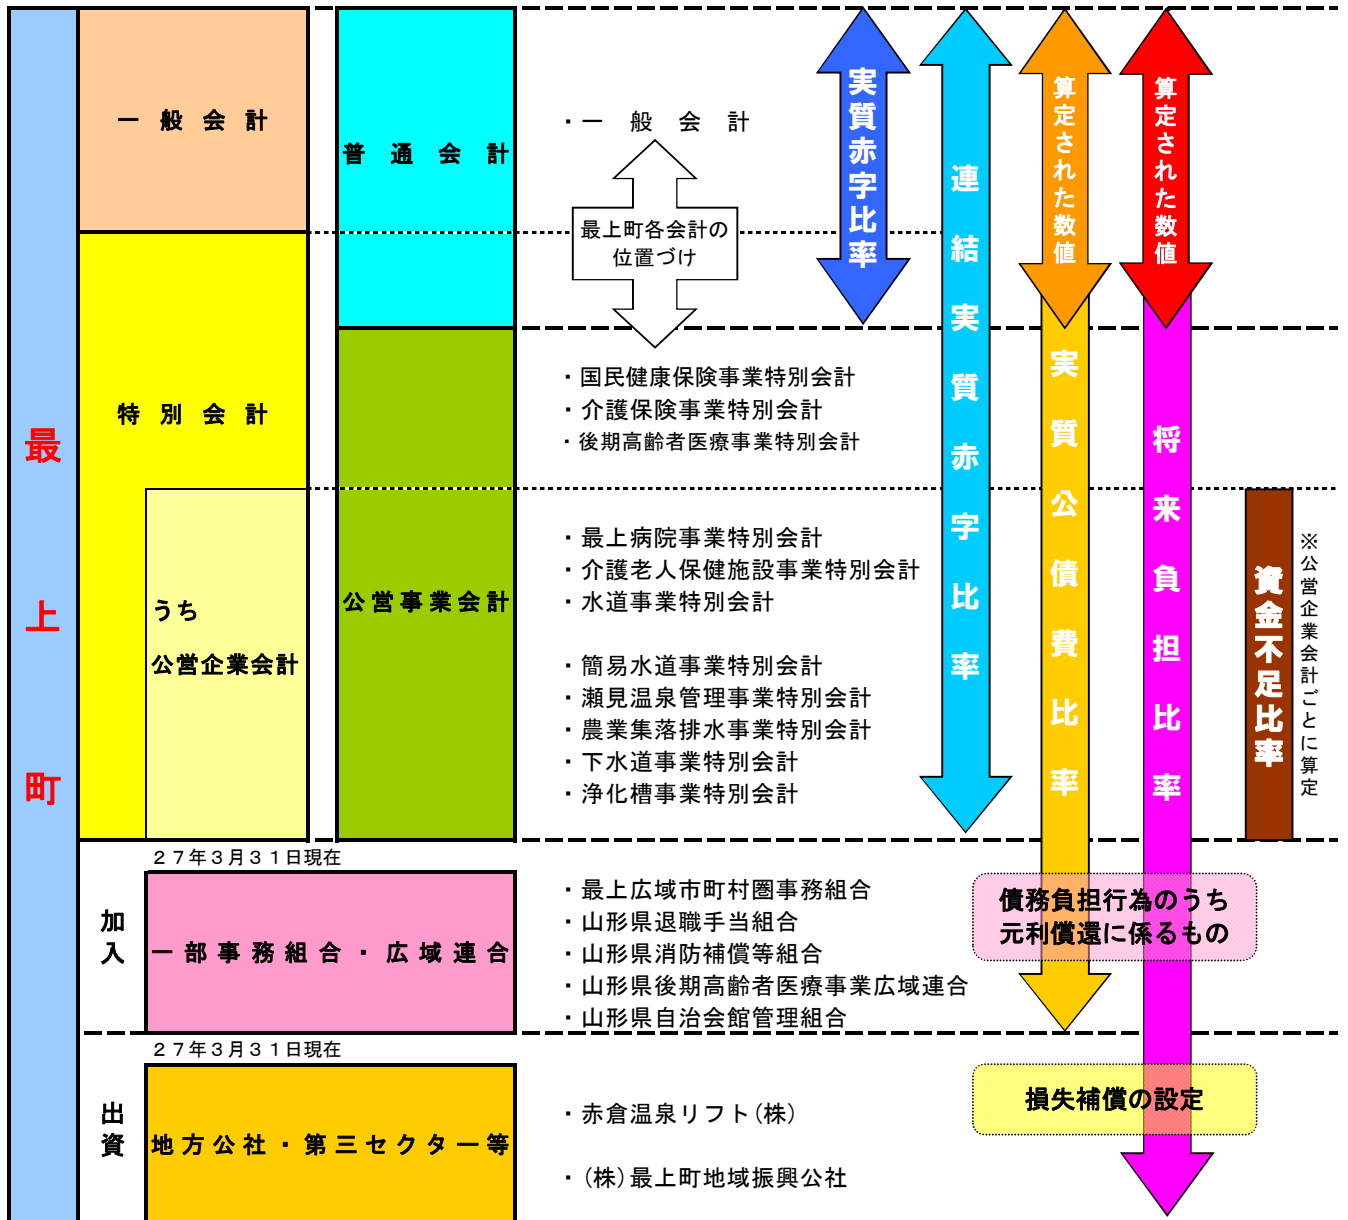 最上町
一般会計
特別会計
うち
公営企業会計
普通会計
公営事業会計
・一般会計
最上町各会計の
位置づけ
・国民健康保険事業特別会計
・介護保険事業特別会計
・後期高齢者医療事業特別会計
・最上病院事業特別会計
・介護老人保健施設事業特別会計
・水道事業特別会計
・簡易水道事業特別会計
・瀬見温泉管理事業特別会計
・農業集落排水事業特別会計
・下水道事業特別会計
・浄化槽事業特別会計
実質赤字比率
連結実質赤字比率
算定された数値
実質公債費比率
算定された数値
将来負担比率
資金不足比率
※公営企業会計ごとに算定
２７年３月３１日現在
加入
一部事務組合・広域連合
・最上広域市町村圏事務組合
・山形県退職手当組合
・山形県消防補償等組合
・山形県後期高齢者医療事業広域連合
・山形県自治会館管理組合
債務負担行為のうち
元利償還に係るもの
２７年３月３１日現在
出資
地方公社・第三セクター等
・赤倉温泉リフト(株)
・(株)最上町地域振興公社
損失補償の設定